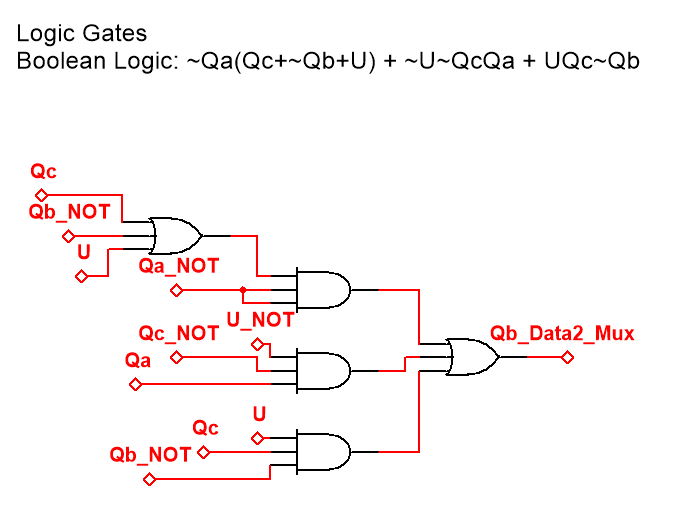 Logic Gates
Boolean Logic: ~Qa(Qc+~Qb+U) + ~U~QcQa + UQc~Qb
Qc
Qb_NOT
U
Qa_NOT
U_NOT
Qc_NOT
Qb_Data2_Mux
Qa
U
Qc
Qb_NOT